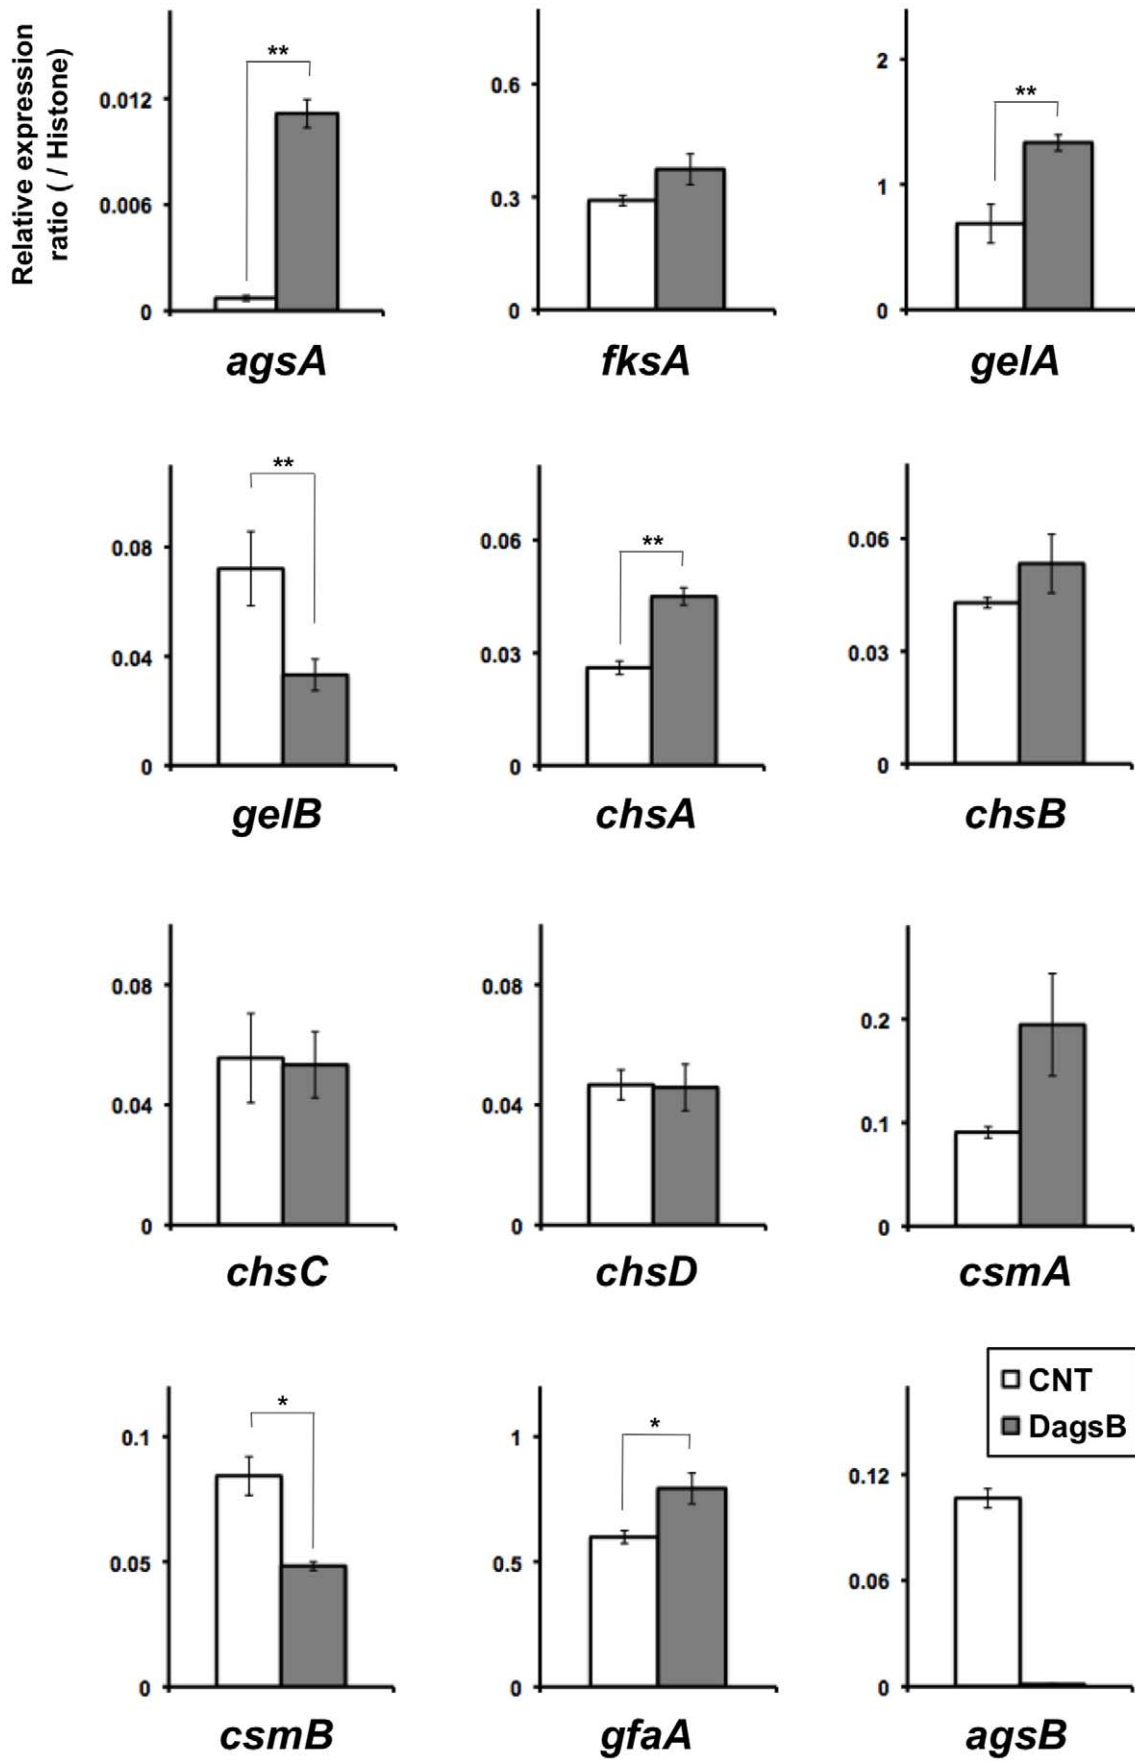 Relative expression
ratio ( / Histone)
**
0.012
0.006
0
agsA
0.6
0.3
0
fksA
**
2
1
0
gelA
**
0.08
0.04
0
gelB
**
0.06
0.03
0
chsA
0.06
0.03
0
chsB
0.08
0.04
0
chsC
0.08
0.04
0
chsD
0.2
0.1
0
csmA
*
0.1
0.05
0
csmB
*
1
0.5
0
gfaA
CNT
DagsB
0.12
0.06
0
agsB